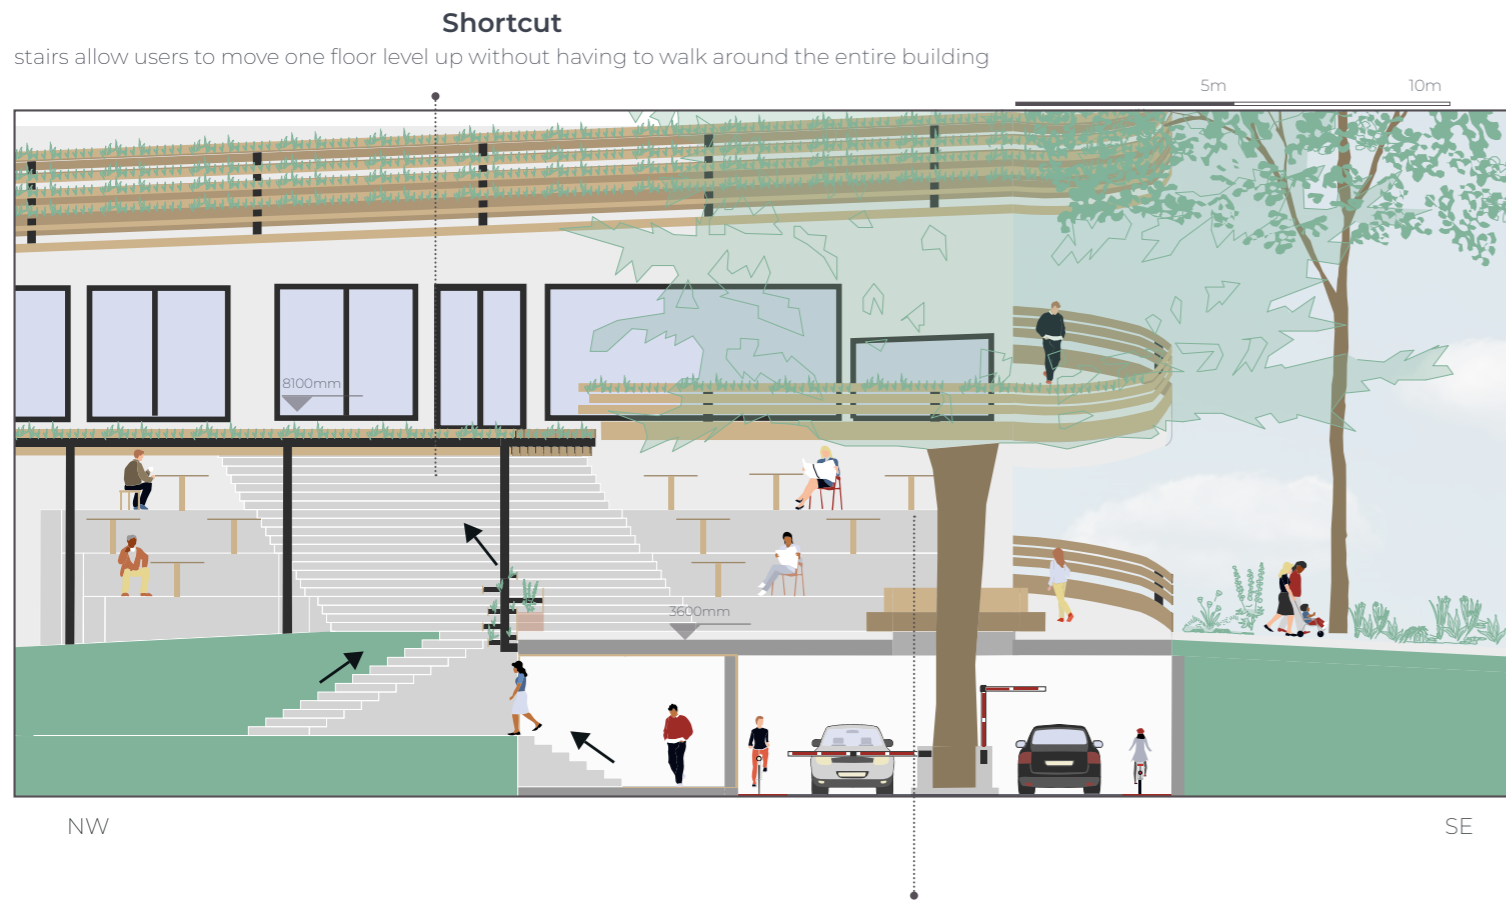 Shortcut
stairs allow users to move one floor level up without having to walk around the entire building
5m 10m
8100mm
3600mm
NW SE